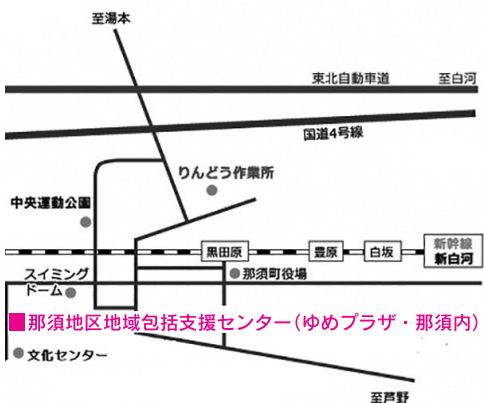 至湯本
東北自動車道 至白河
国道4号線
りんどう作業所
中央運動公園
黒田原 豊原 白坂 新幹線
新白河
スイミング
ドーム
那須町役場
■那須地区地域包括支援センター(ゆめプラザ・那須内)
文化センター
至芦野